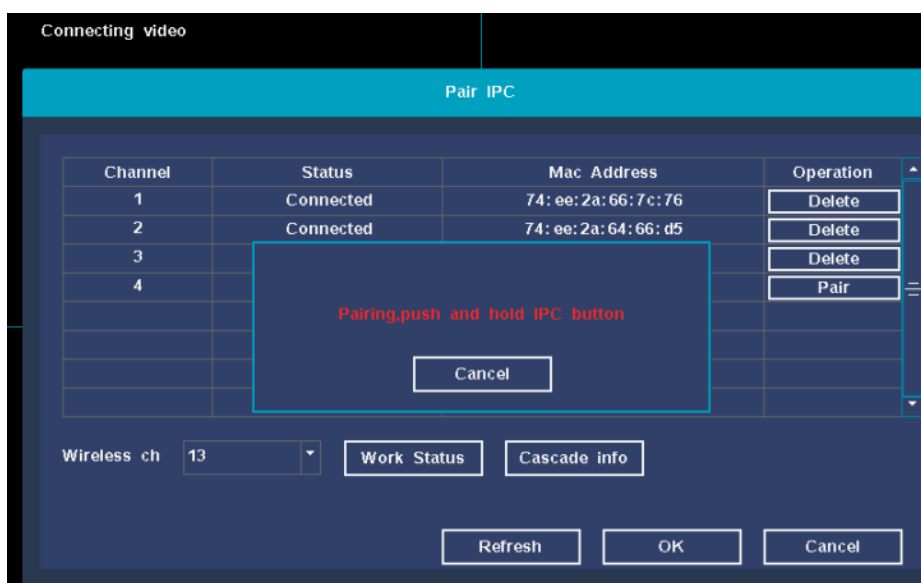 Connecting video
Pair IPC
Channel Status Mac Address Operation
1 Connected 74:ee:2a:66:7c:76 Delete
2 Connected 74:ee:2a:64:66:d5 Delete
3 Delete
4 Pair
Pairing,push and hold IPC button
Cancel
Wireless ch 13 Work Status Cascade info
Refresh OK Cancel